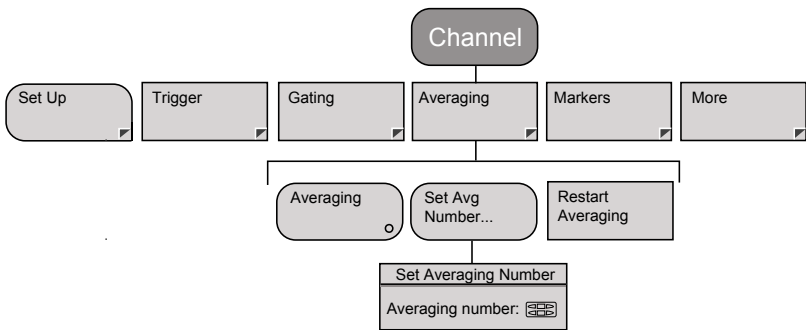 Channel
Set Up
Trigger
Gating
Averaging
Markers
More
Averaging
Set Avg
Number...
Restart
Averaging
Set Averaging Number
Averaging number: